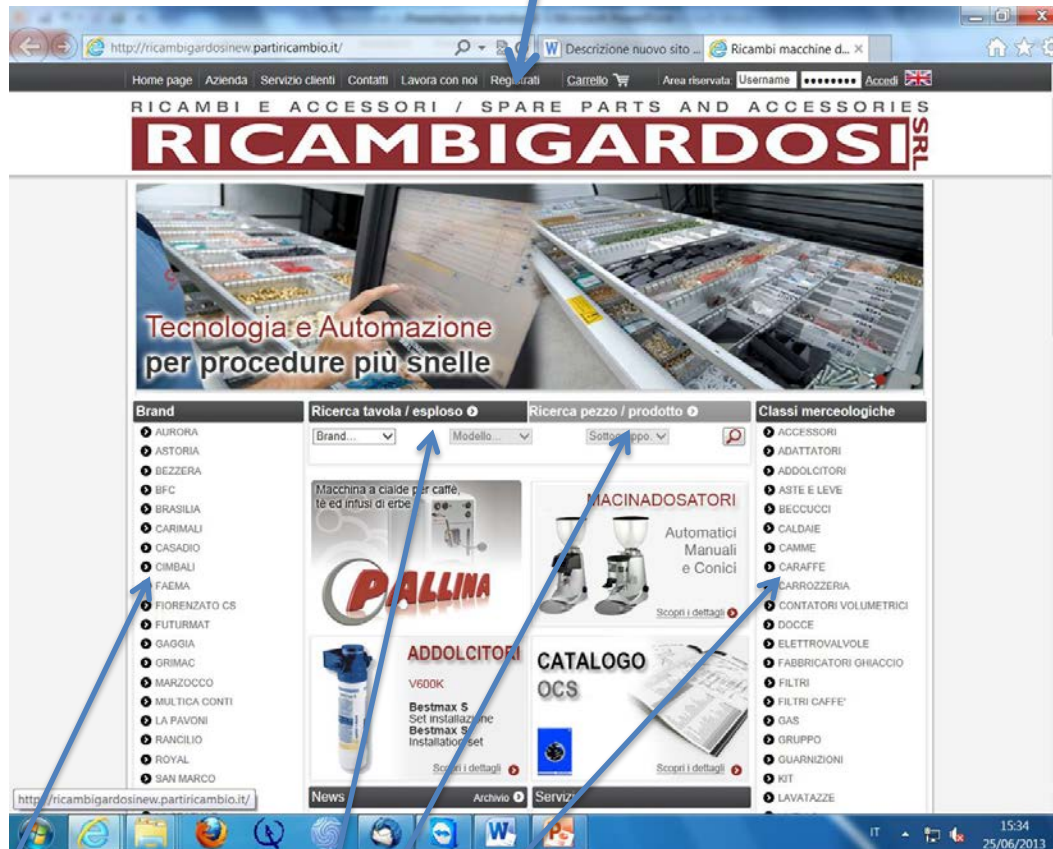 http://ricambigardosinew.partiricambio.it/
Descrizione nuovo sito ...
Ricambi macchine d...
Home page Azienda Servizio clienti Contatti Lavora con noi Registrati Carrello Area riservata: Username Accedi
RICAMBI E ACCESSORI / SPARE PARTS AND ACCESSORIES
RICAMBIGARDOSI SRL
Tecnologia e Automazione
per procedure più snelle
Brand
AURORA
ASTORIA
BEZZERA
BFC
BRASILIA
CARIMALI
CASADIO
CIMBALI
FAEMA
FIORENZATO CS
FUTURMAT
GAGGIA
GRIMAC
MARZOCCO
MULTICA CONTI
LA PAVONI
RANCILIO
ROYAL
SAN MARCO
Ricerca tavola / esploso
Ricerca pezzo / prodotto
Brand... Modello... 
Macchina a cialde per caffè,
tè ed infusi di erbe
PALLINA
MACINADOSATORI
Automatici
Manuali
e Conici
Scopri i dettagli
ADDOLCITORI
V600K
Bestmax S
Set installazione
Bestmax S
Installation set
Scopri i dettagli
CATALOGO
OCS
Scopri i dettagli
News Archivio
Servizi
Classi merceologiche
ACCESSORI
ADATTATORI
ADDOLCITORI
ASTE E LEVE
BECCUCCI
CALDAIE
CAMME
CARAFFE
CARROZZERIA
CONTATORI VOLUMETRICI
DOCCE
ELETTROVALVOLE
FABBRICATORI GHIACCIO
FILTRI
FILTRI CAFFE'
GAS
GRUPPO
GUARNIZIONI
KIT
LAVATAZZE
http://ricambigardosinew.partiricambio.it/
IT
15:34
25/06/2013